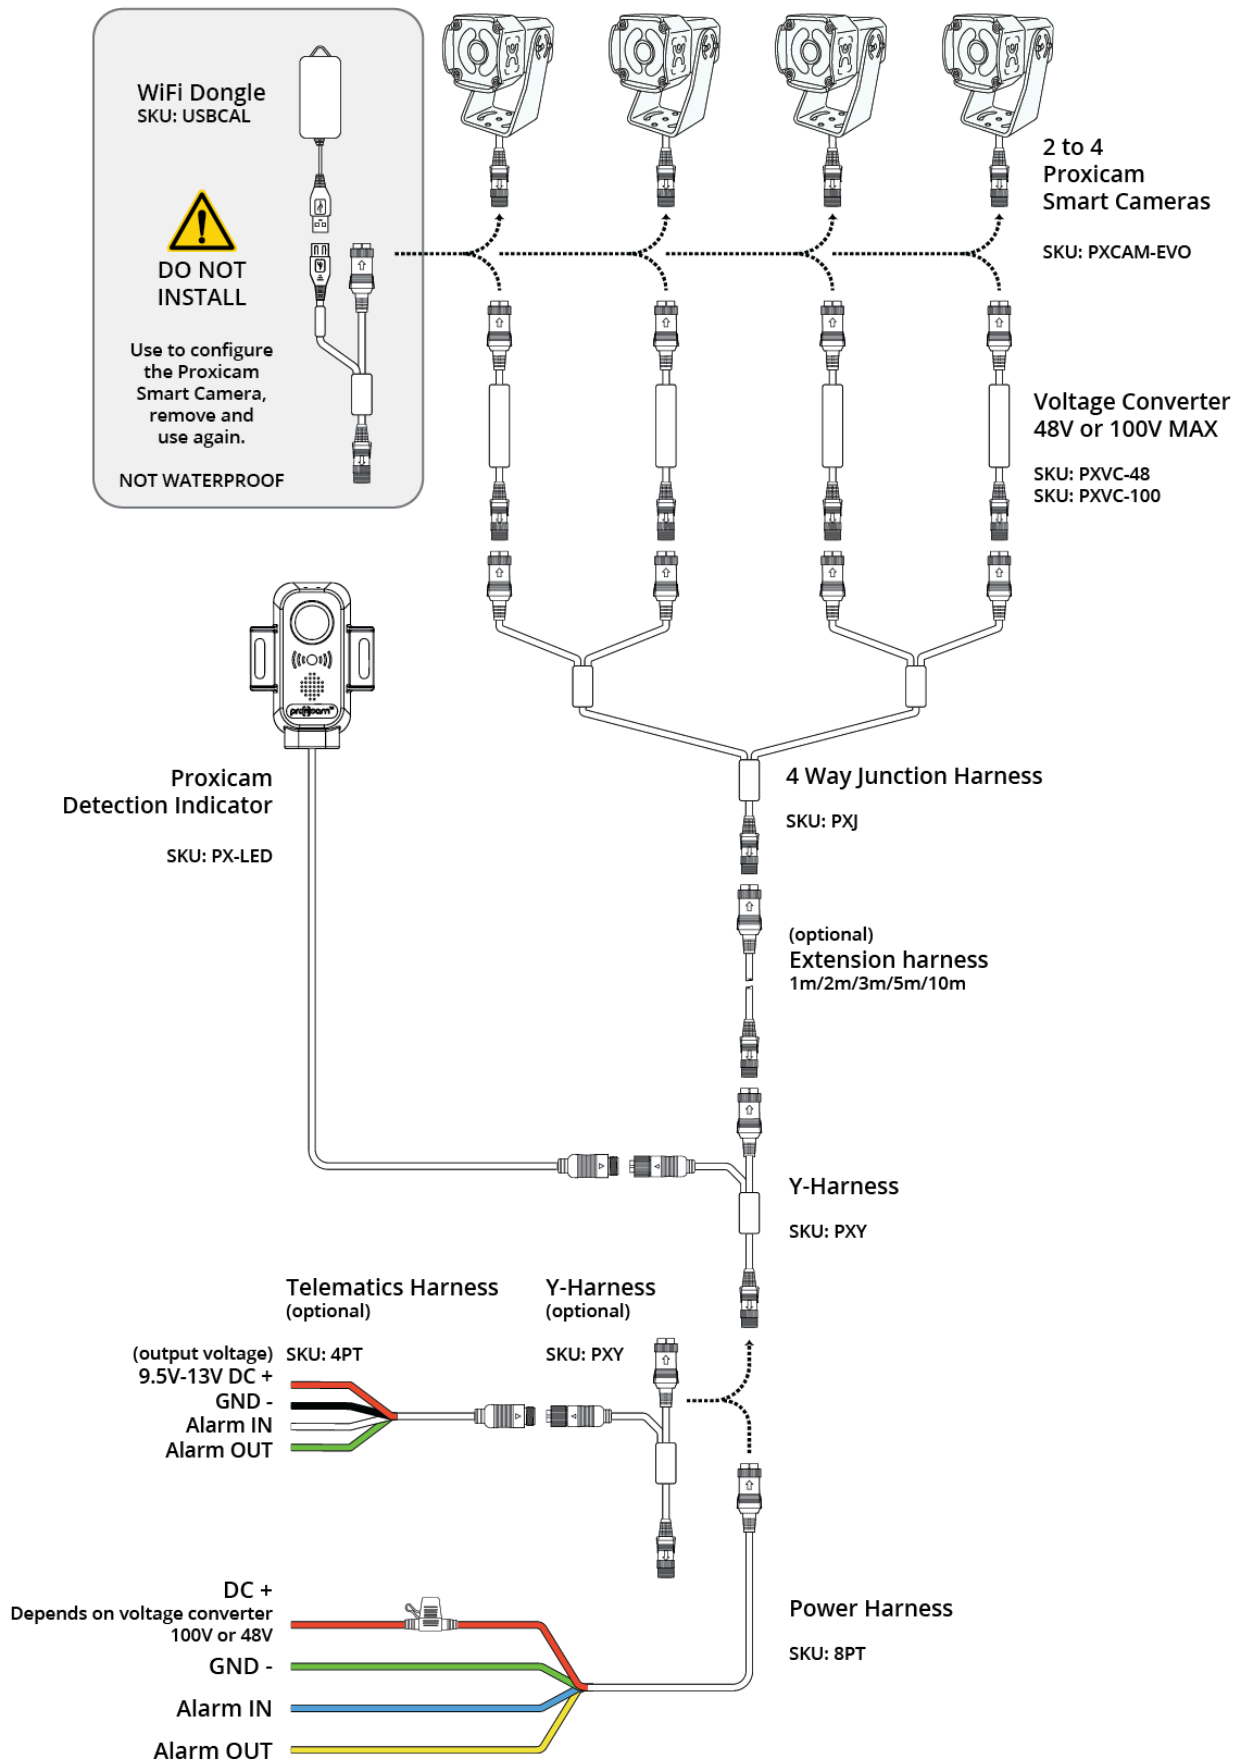 WiFi Dongle
SKU: USBCAL
DO NOT
INSTALL
Use to configure
the Proxicam
Smart Camera,
remove and
use again.
NOT WATERPROOF
2 to 4
Proxicam
Smart Cameras
SKU: PXCAM-EVO
Voltage Converter
48V or 100V MAX
SKU: PXVC-48
SKU: PXVC-100
proxicam
Proxicam
Detection Indicator
SKU: PX-LED
4 Way Junction Harness
SKU: PXJ
(optional)
Extension harness
1m/2m/3m/5m/10m
Y-Harness
SKU: PXY
Telematics Harness
(optional)
SKU: 4PT
Y-Harness
(optional)
SKU: PXY
(output voltage)
9.5V-13V DC +
GND -
Alarm IN
Alarm OUT
DC +
Depends on voltage converter
100V or 48V
GND -
Alarm IN
Alarm OUT
Power Harness
SKU: 8PT